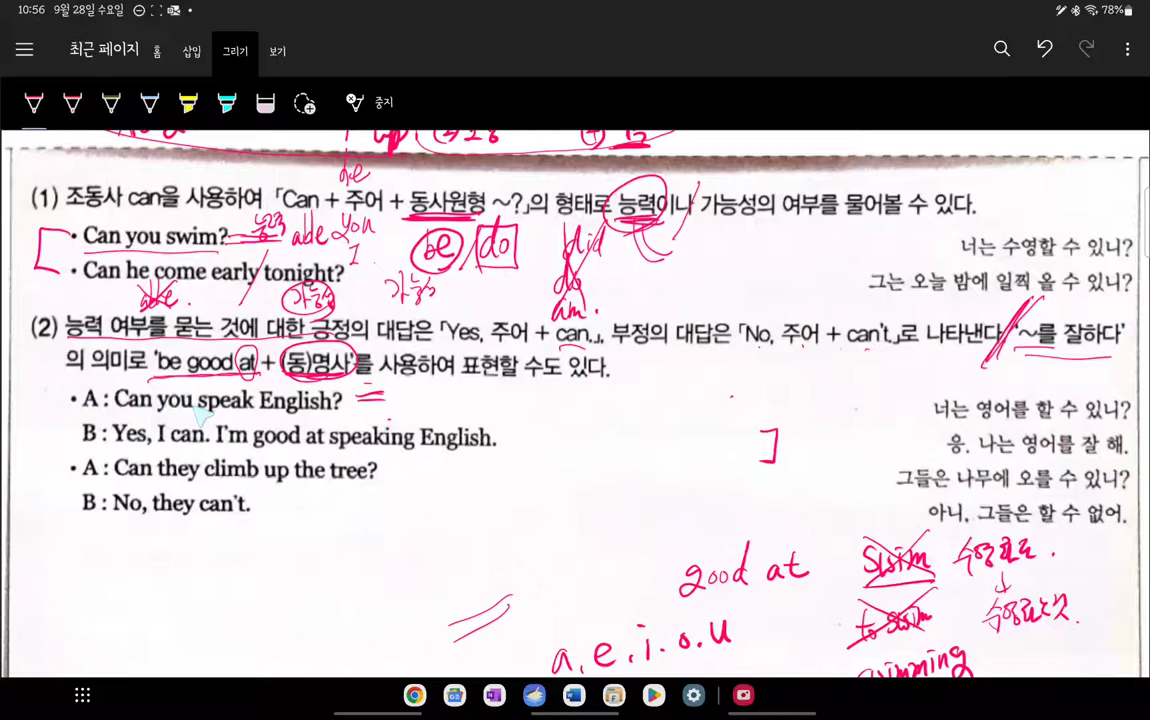 10:56 9월 28일 수요일 78%
최근 페이지 홈 삽입 그리기 보기
중지
de
(1) 조동사 can을 사용하여 「Can + 주어 + 동사원형 ~?」의 형태로 능력이나 가능성의 여부를 물어볼 수 있다.
• Can you swim? 능력 able you 너는 수영할 수 있니?
I be / do did
• Can he come early tonight? 그는 오늘 밤에 일찍 올 수 있니?
able. 가능성 가능성 do
am.
(2) 능력 여부를 묻는 것에 대한 긍정의 대답은 「Yes, 주어 + can.」, 부정의 대답은 「No, 주어 + can't.」로 나타낸다. '~를 잘하다'
의 의미로 'be good at + (동)명사'를 사용하여 표현할 수도 있다.
• A : Can you speak English? 너는 영어를 할 수 있니?
B : Yes, I can. I'm good at speaking English. 응. 나는 영어를 잘 해.
• A : Can they climb up the tree? 그들은 나무에 오를 수 있니?
B : No, they can't. 아니, 그들은 할 수 없어.
good at 수영하다.
a. e. i. o. u